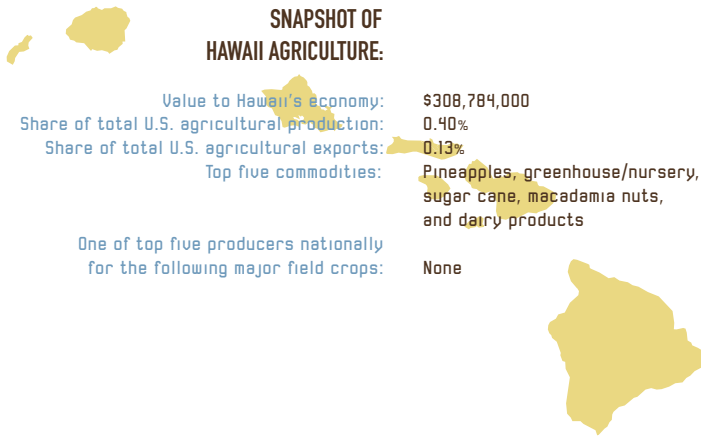 SNAPSHOT OF
HAWAII AGRICULTURE:
Value to Hawaii's economy: $308,784,000
Share of total U.S. agricultural production: 0.40%
Share of total U.S. agricultural exports: 0.13%
Top five commodities: Pineapples, greenhouse/nursery,
sugar cane, macadamia nuts,
and dairy products
One of top five producers nationally
for the following major field crops: None